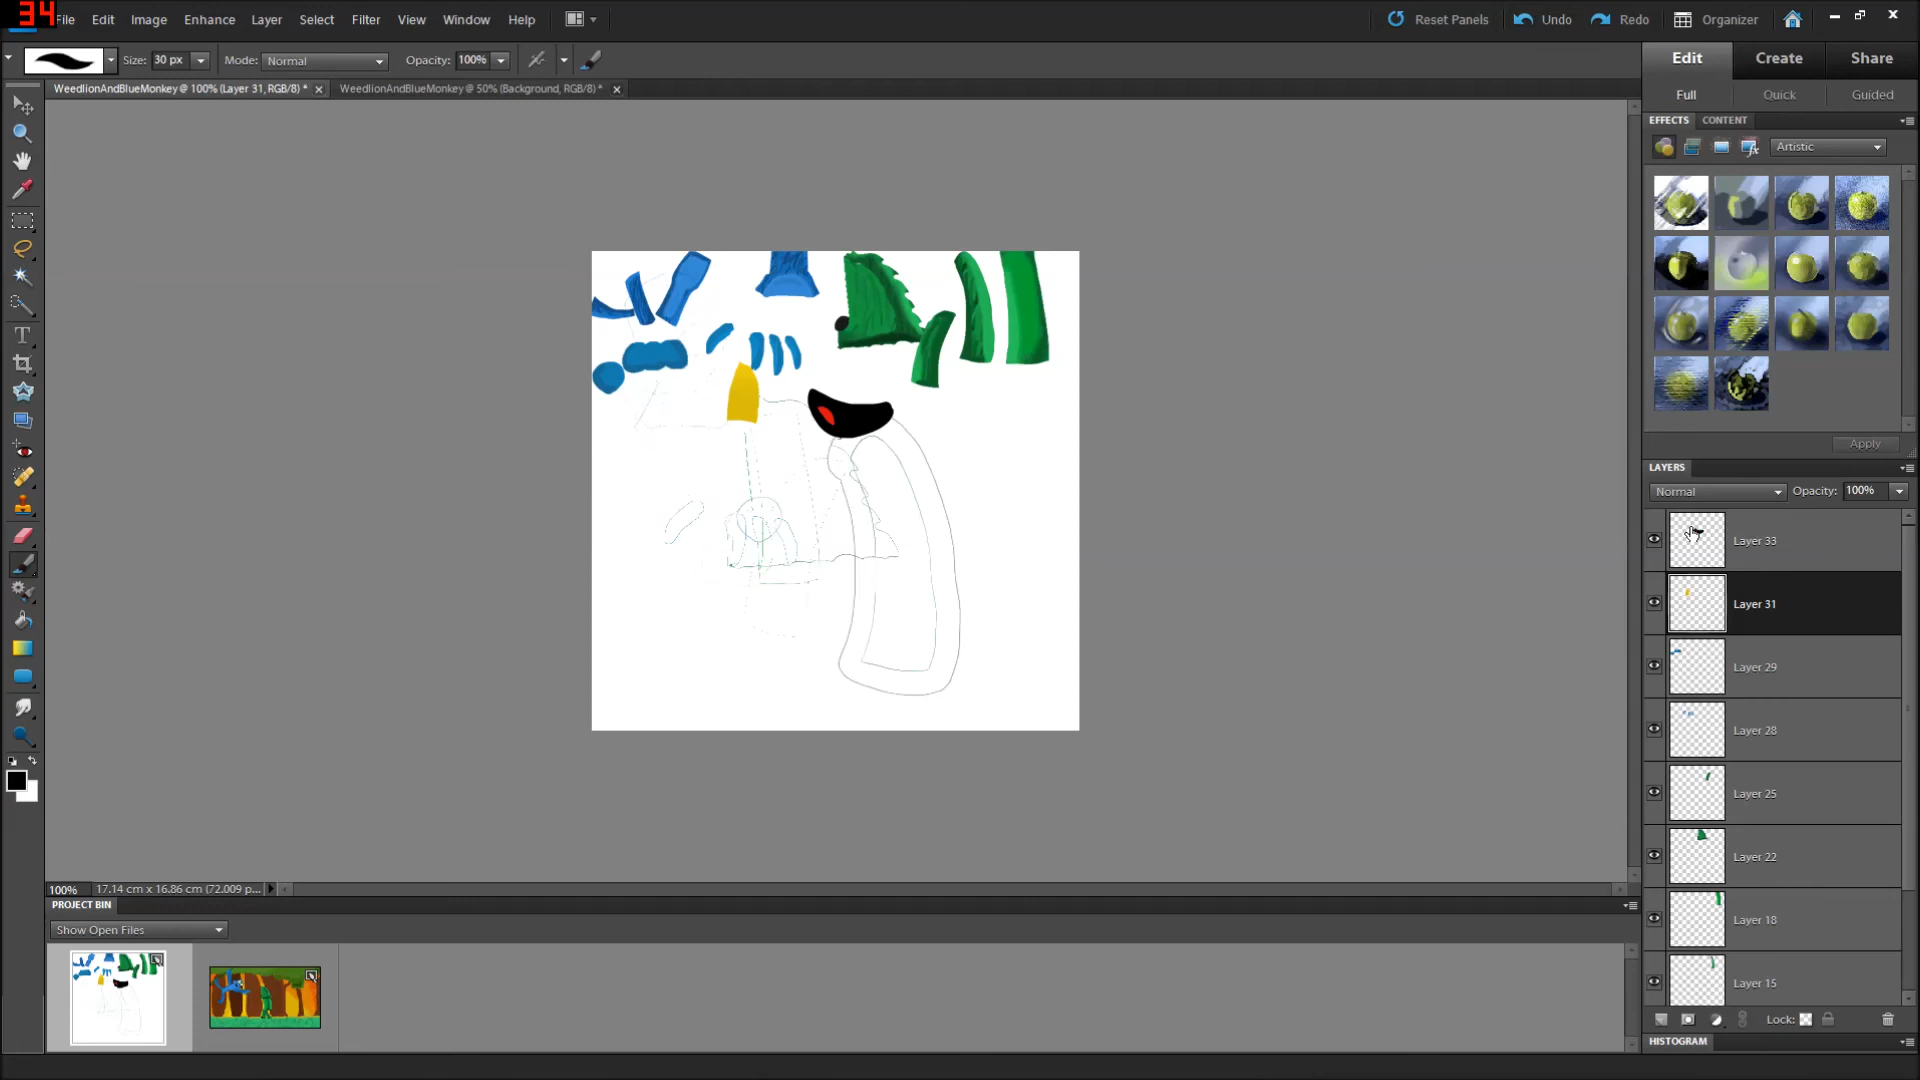 34
File Edit Image Enhance Layer Select Filter View Window Help
Reset Panels Undo Redo Organizer
Size: 30 px Mode: Normal Opacity: 100%
Edit Create Share
WeedlionAndBlueMonkey @ 100% (Layer 31, RGB/8) *
WeedlionAndBlueMonkey @ 50% (Background, RGB/8) *
Full Quick Guided
EFFECTS CONTENT
Artistic
Apply
LAYERS
Normal Opacity: 100%
Layer 33
Layer 31
Layer 29
Layer 28
Layer 25
Layer 22
Layer 18
Layer 15
Lock:
HISTOGRAM
100% 17.14 cm x 16.86 cm (72.009 p...
PROJECT BIN
Show Open Files